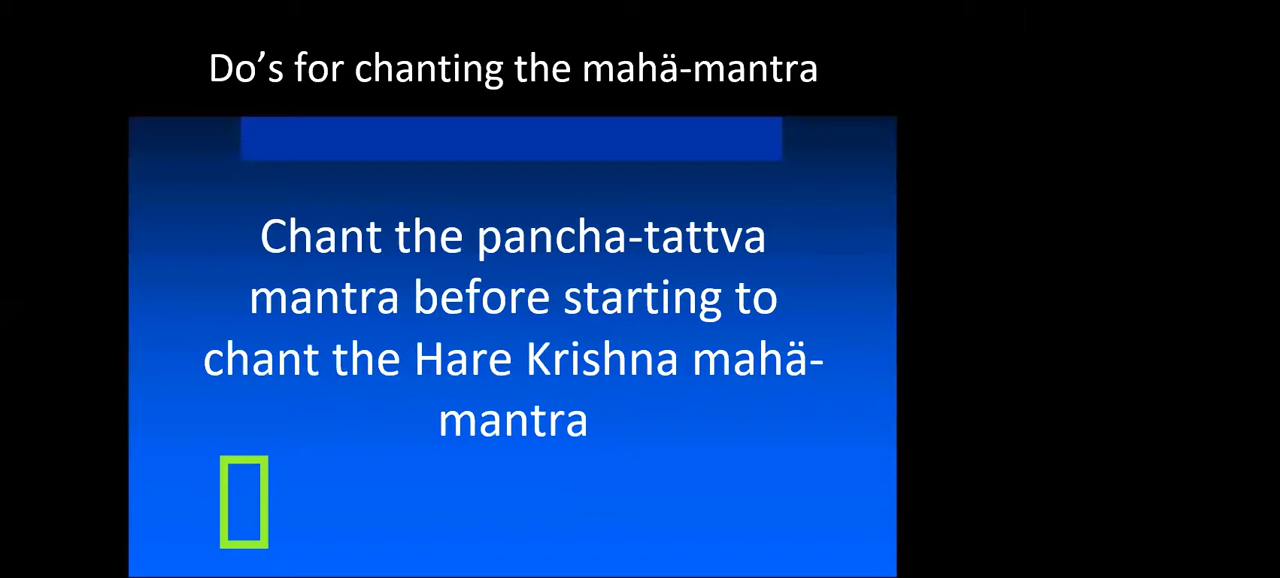 Do’s for chanting the mahä-mantra
Chant the pancha-tattva
mantra before starting to
chant the Hare Krishna mahä-
mantra